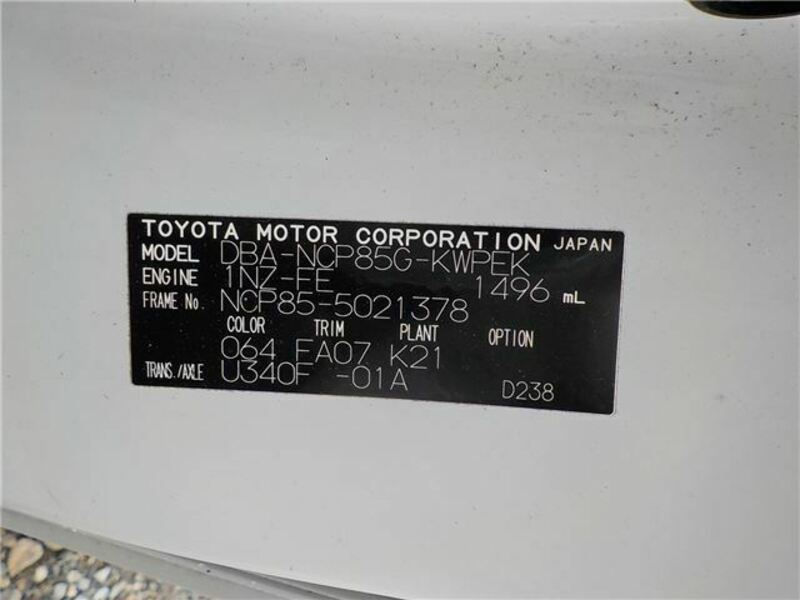 TOYOTA MOTOR CORPORATION JAPAN
MODEL DBA-NCP85G-KWPEK
ENGINE 1NZ-FE 1496 mL
FRAME No NCP85-5021378
COLOR TRIM PLANT OPTION
064 FA07 K21
TRANS./AXLE U340F -01A D238